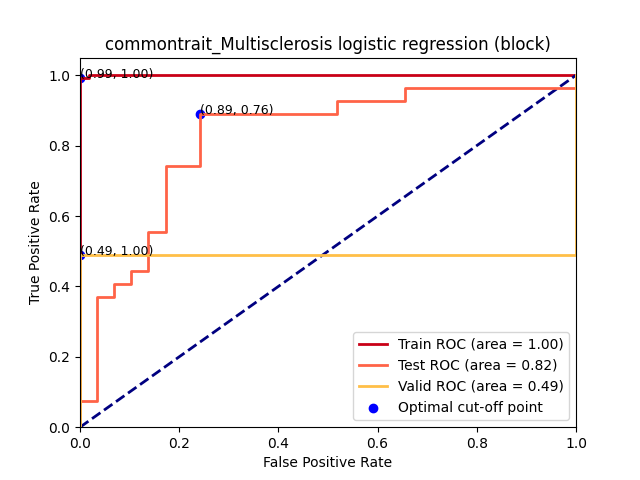 commontrait_Multisclerosis logistic regression (block)
1.0
(0.99, 1.00)
(0.89, 0.76)
0.8
0.6
(0.49, 1.00)
0.4
0.2
0.0
True Positive Rate
Train ROC (area = 1.00)
Test ROC (area = 0.82)
Valid ROC (area = 0.49)
Optimal cut-off point
0.0 0.2 0.4 0.6 0.8 1.0
False Positive Rate